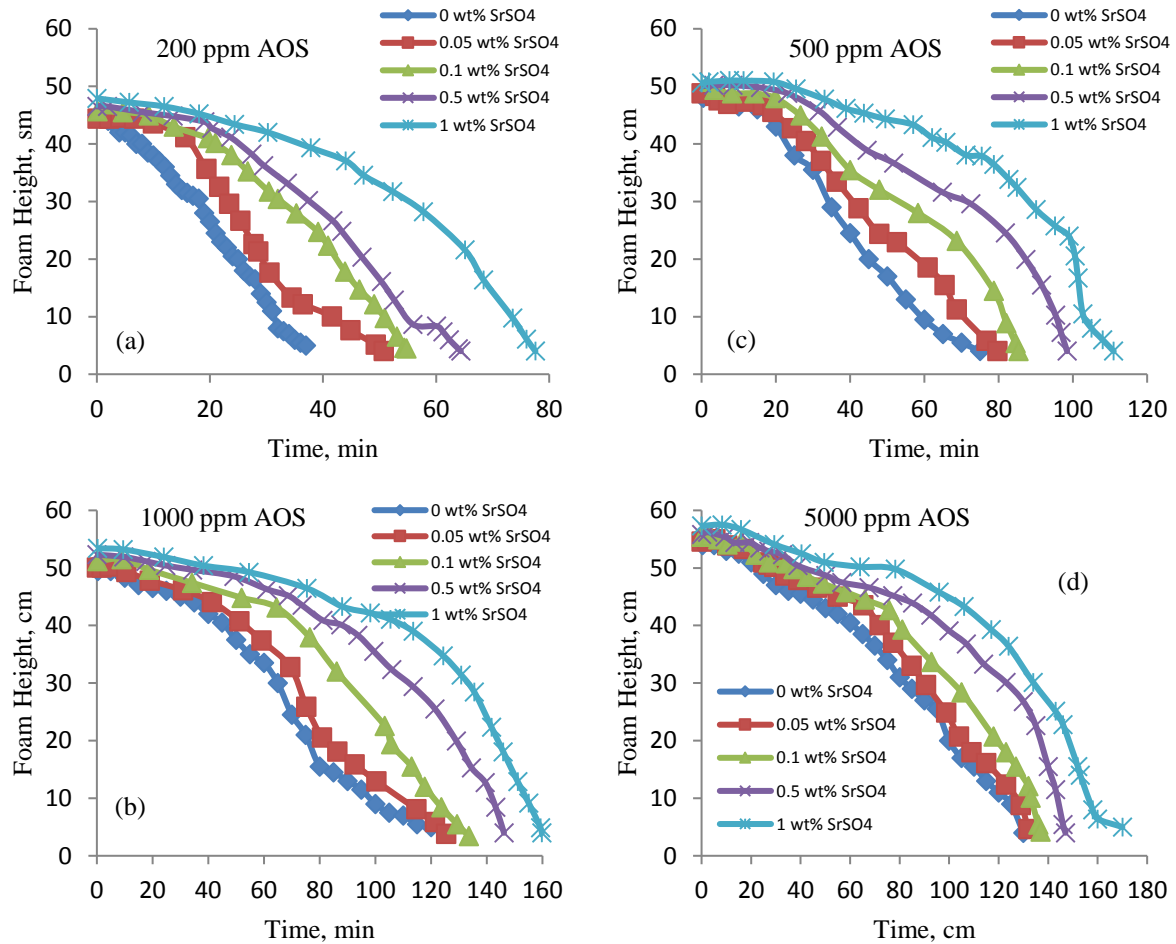 200 ppm AOS
0 wt% SrSO4
0.05 wt% SrSO4
0.1 wt% SrSO4
0.5 wt% SrSO4
1 wt% SrSO4
Foam Height, sm
60
50
40
30
20
10
0
(a)
0 20 40 60 80
Time, min
500 ppm AOS
0 wt% SrSO4
0.05 wt% SrSO4
0.1 wt% SrSO4
0.5 wt% SrSO4
1 wt% SrSO4
Foam Height, cm
60
50
40
30
20
10
0
(c)
0 20 40 60 80 100 120
Time, min
1000 ppm AOS
0 wt% SrSO4
0.05 wt% SrSO4
0.1 wt% SrSO4
0.5 wt% SrSO4
1 wt% SrSO4
Foam Height, cm
60
50
40
30
20
10
0
(b)
0 20 40 60 80 100 120 140 160
Time, min
5000 ppm AOS
(d)
Foam Height, cm
60
50
40
30
20
10
0
0 wt% SrSO4
0.05 wt% SrSO4
0.1 wt% SrSO4
0.5 wt% SrSO4
1 wt% SrSO4
0 20 40 60 80 100 120 140 160 180
Time, cm